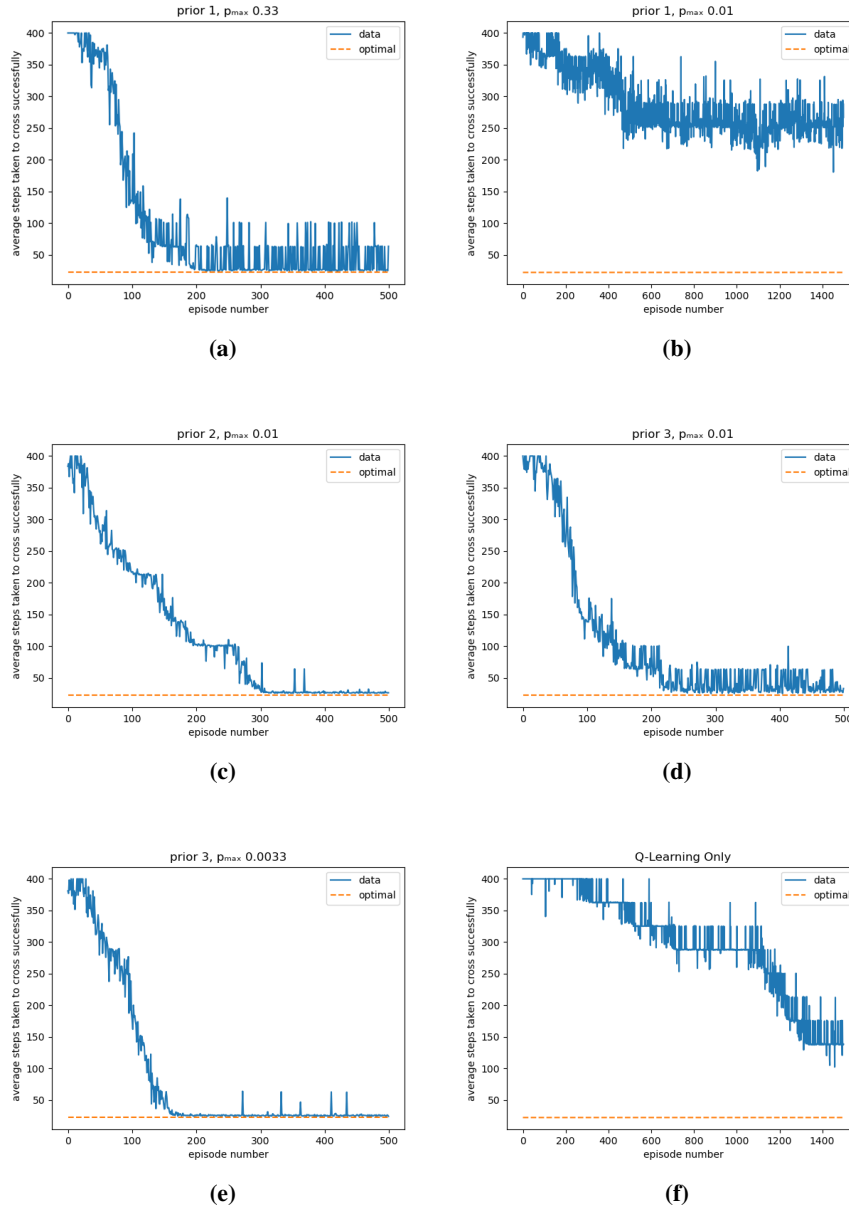 prior 1, pₘₐₓ 0.33
average steps taken to cross successfully
400
350
300
250
200
150
100
50
data
optimal
0 100 200 300 400 500
episode number
(a)
prior 1, pₘₐₓ 0.01
average steps taken to cross successfully
400
350
300
250
200
150
100
50
data
optimal
0 200 400 600 800 1000 1200 1400
episode number
(b)
prior 2, pₘₐₓ 0.01
average steps taken to cross successfully
400
350
300
250
200
150
100
50
data
optimal
0 100 200 300 400 500
episode number
(c)
prior 3, pₘₐₓ 0.01
average steps taken to cross successfully
400
350
300
250
200
150
100
50
data
optimal
0 100 200 300 400 500
episode number
(d)
prior 3, pₘₐₓ 0.0033
average steps taken to cross successfully
400
350
300
250
200
150
100
50
data
optimal
0 100 200 300 400 500
episode number
(e)
Q-Learning Only
average steps taken to cross successfully
400
350
300
250
200
150
100
50
data
optimal
0 200 400 600 800 1000 1200 1400
episode number
(f)